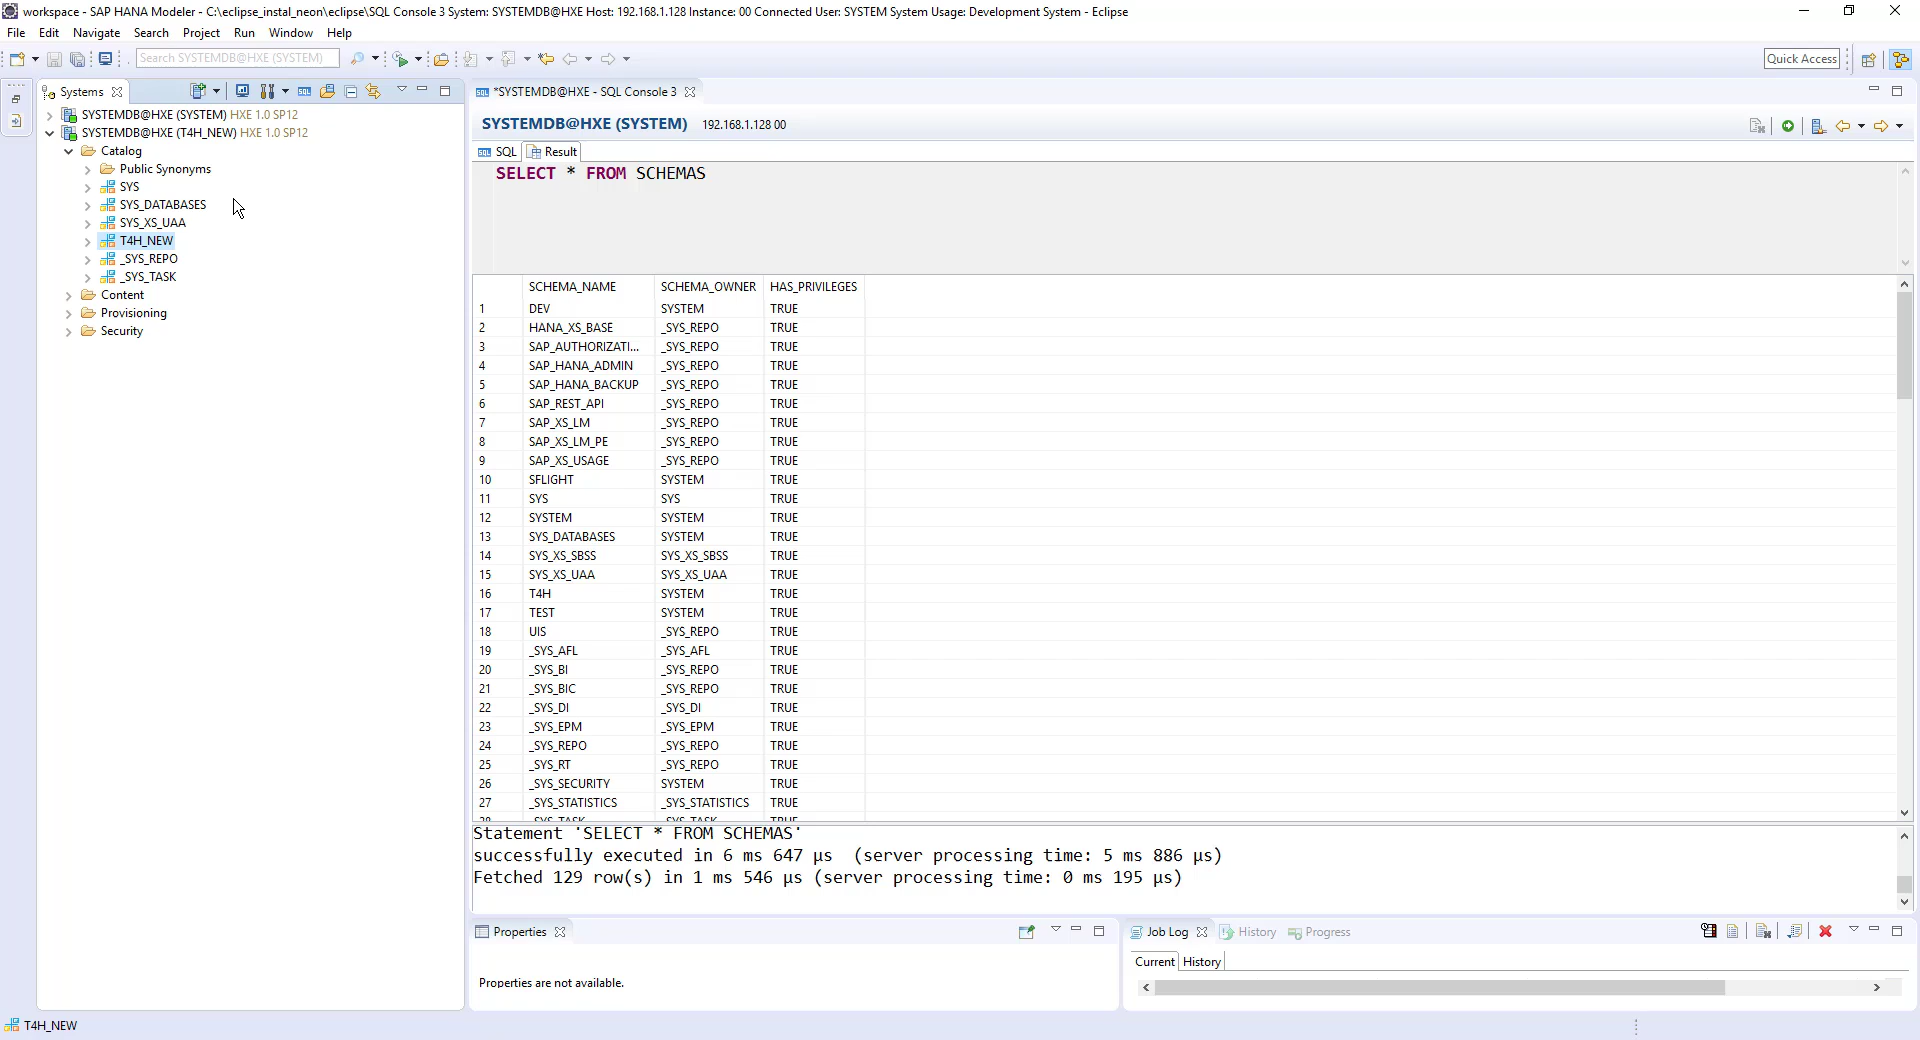 workspace - SAP HANA Modeler - C:\eclipse_instal_neon\eclipse\SQL Console 3 System: SYSTEMDB@HXE Host: 192.168.1.128 Instance: 00 Connected User: SYSTEM System Usage: Development System - Eclipse
File Edit Navigate Search Project Run Window Help
Search SYSTEMDB@HXE (SYSTEM)
Quick Access
Systems
SYSTEMDB@HXE (SYSTEM) HXE 1.0 SP12
SYSTEMDB@HXE (T4H_NEW) HXE 1.0 SP12
Catalog
Public Synonyms
SYS
SYS_DATABASES
SYS_XS_UAA
T4H_NEW
_SYS_REPO
_SYS_TASK
Content
Provisioning
Security
*SYSTEMDB@HXE - SQL Console 3
SYSTEMDB@HXE (SYSTEM) 192.168.1.128 00
SQL Result
SELECT * FROM SCHEMAS
SCHEMA_NAME SCHEMA_OWNER HAS_PRIVILEGES
1 DEV SYSTEM TRUE
2 HANA_XS_BASE _SYS_REPO TRUE
3 SAP_AUTHORIZATI... _SYS_REPO TRUE
4 SAP_HANA_ADMIN _SYS_REPO TRUE
5 SAP_HANA_BACKUP _SYS_REPO TRUE
6 SAP_REST_API _SYS_REPO TRUE
7 SAP_XS_LM _SYS_REPO TRUE
8 SAP_XS_LM_PE _SYS_REPO TRUE
9 SAP_XS_USAGE _SYS_REPO TRUE
10 SFLIGHT SYSTEM TRUE
11 SYS SYS TRUE
12 SYSTEM SYSTEM TRUE
13 SYS_DATABASES SYSTEM TRUE
14 SYS_XS_SBSS SYS_XS_SBSS TRUE
15 SYS_XS_UAA SYS_XS_UAA TRUE
16 T4H SYSTEM TRUE
17 TEST SYSTEM TRUE
18 UIS _SYS_REPO TRUE
19 _SYS_AFL _SYS_AFL TRUE
20 _SYS_BI _SYS_REPO TRUE
21 _SYS_BIC _SYS_REPO TRUE
22 _SYS_DI _SYS_DI TRUE
23 _SYS_EPM _SYS_EPM TRUE
24 _SYS_REPO _SYS_REPO TRUE
25 _SYS_RT _SYS_REPO TRUE
26 _SYS_SECURITY SYSTEM TRUE
27 _SYS_STATISTICS _SYS_STATISTICS TRUE
28 _SYS_TASK _SYS_TASK TRUE
Statement 'SELECT * FROM SCHEMAS'
successfully executed in 6 ms 647 µs (server processing time: 5 ms 886 µs)
Fetched 129 row(s) in 1 ms 546 µs (server processing time: 0 ms 195 µs)
Properties
Properties are not available.
Job Log History Progress
Current History
T4H_NEW